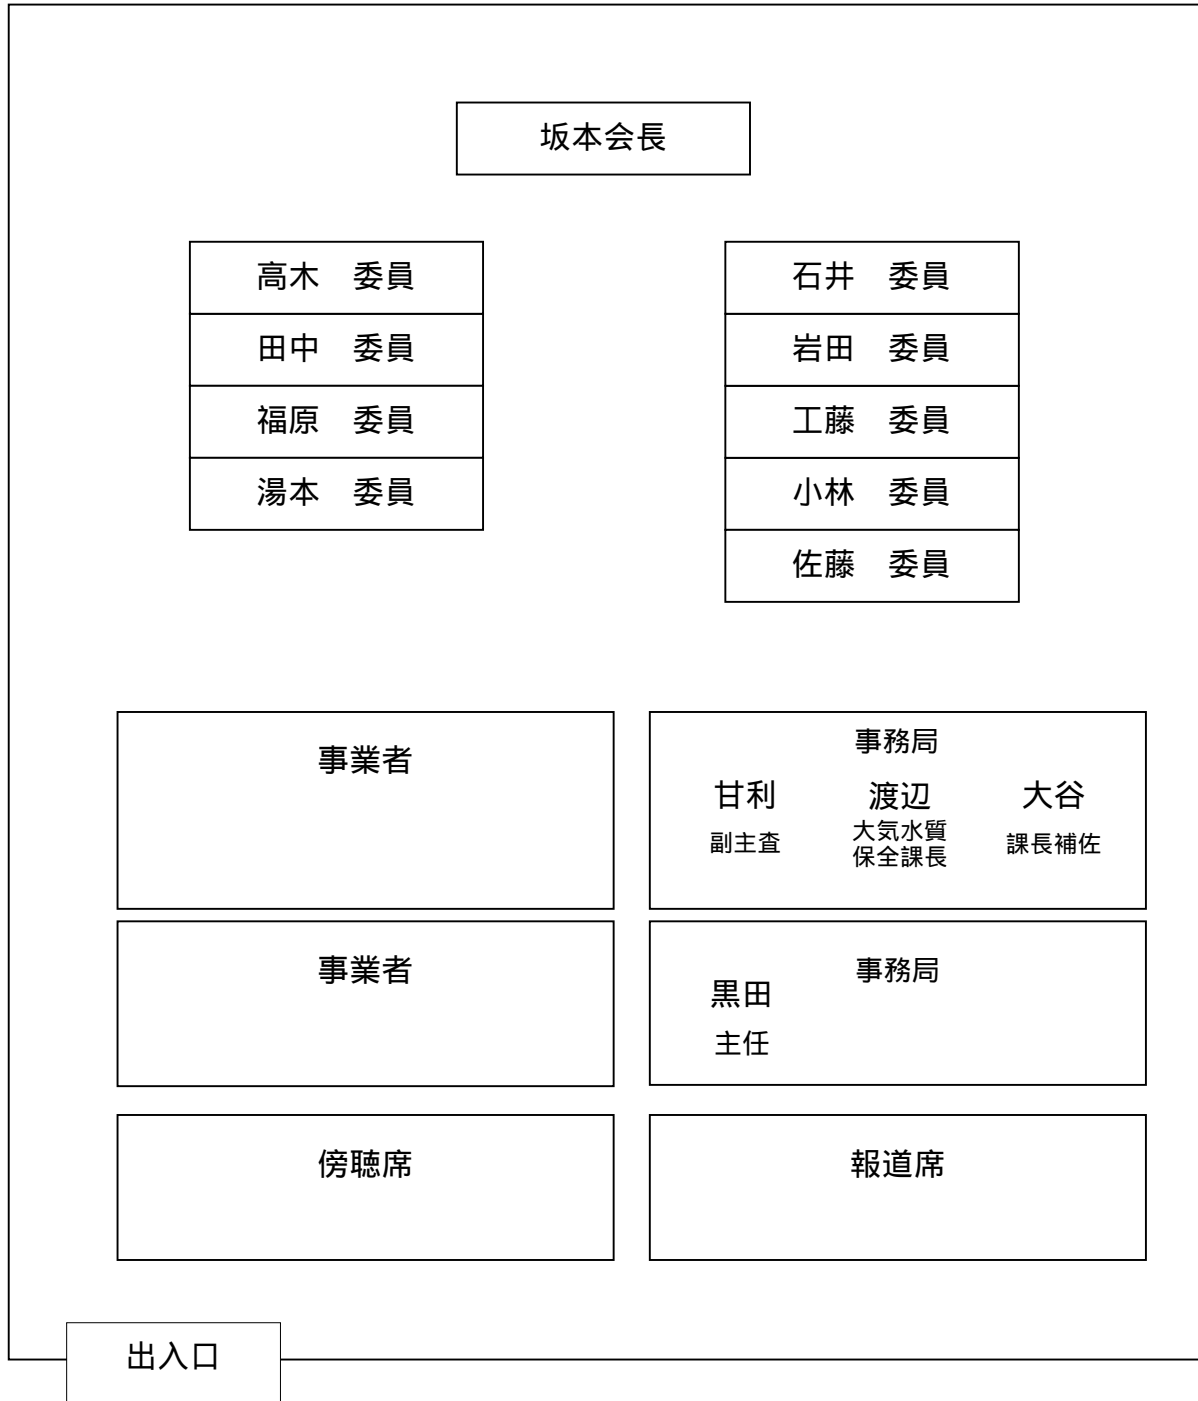 坂本会長
高木　委員
田中　委員
福原　委員
湯本　委員
石井　委員
岩田　委員
工藤　委員
小林　委員
佐藤　委員
事業者
事務局
甘利　渡辺　大谷
副主査　大気水質　課長補佐
保全課長
事業者
事務局
黒田
主任
傍聴席
報道席
出入口